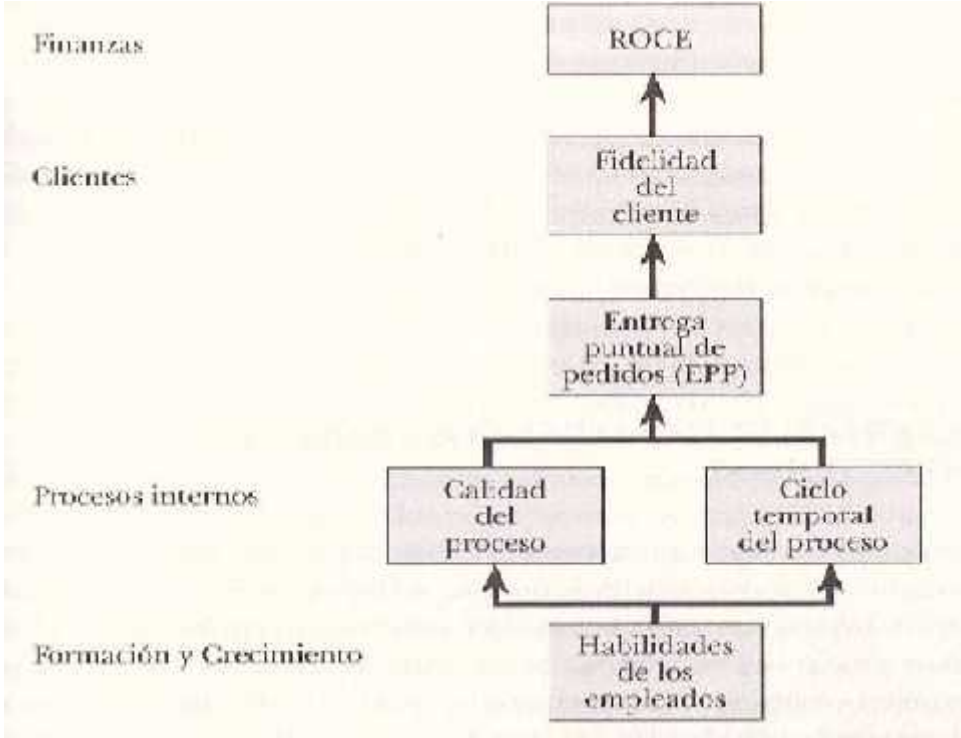 Finanzas
ROCE
Clientes
Fidelidad
del
cliente
Entrega
puntual de
pedidos (EPF)
Procesos internos
Calidad
del
proceso
Ciclo
temporal
del proceso
Formación y Crecimiento
Habilidades
de los
empleados